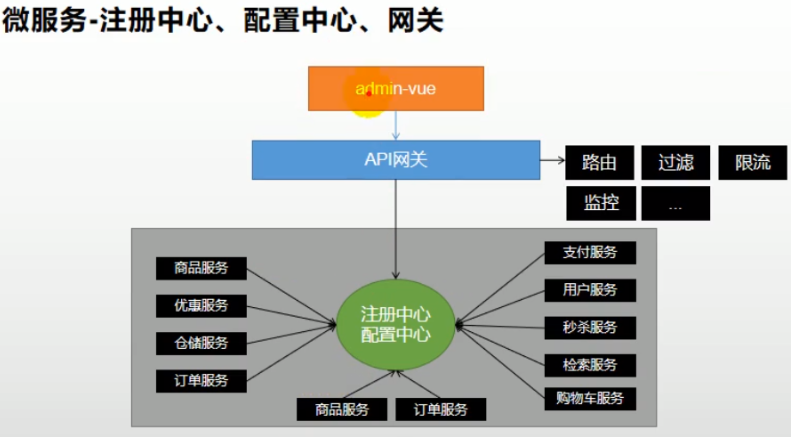 微服务-注册中心、配置中心、网关
admin-vue
API网关
路由
过滤
限流
监控
...
商品服务
优惠服务
仓储服务
订单服务
注册中心
配置中心
支付服务
用户服务
秒杀服务
检索服务
购物车服务
商品服务
订单服务